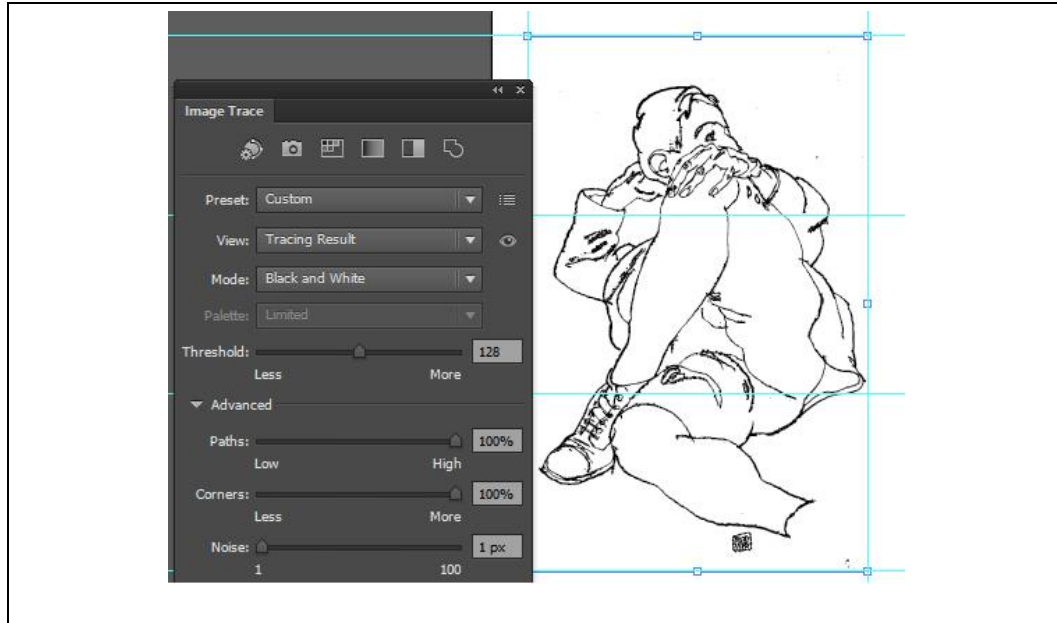 Image Trace
Preset: Custom
View: Tracing Result
Mode: Black and White
Palette: Limited
Threshold: 128
Less More
Advanced
Paths: 100%
Low High
Corners: 100%
Less More
Noise: 1 px
1 100